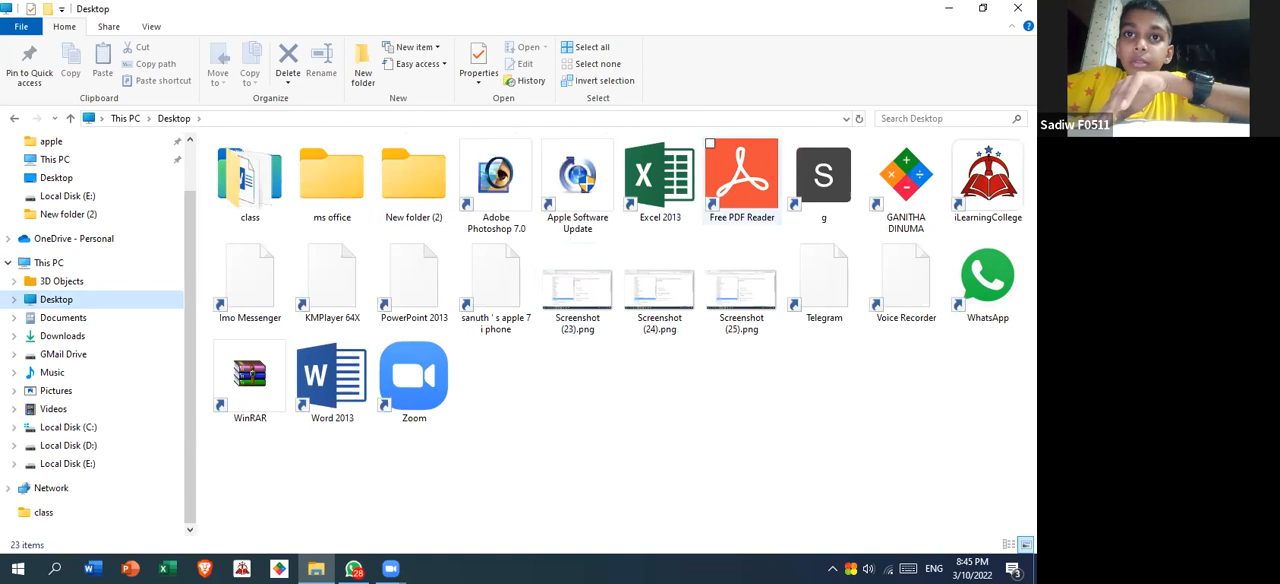 Desktop
File
Home
Share
View
Pin to Quick access
Copy
Paste
Cut
Copy path
Paste shortcut
Clipboard
Move to
Copy to
Delete
Rename
Organize
New folder
New item
Easy access
New
Properties
Open
Edit
History
Open
Select all
Select none
Invert selection
Select
This PC
Desktop
Search Desktop
apple
This PC
Desktop
Local Disk (E:)
New folder (2)
OneDrive - Personal
This PC
3D Objects
Desktop
Documents
Downloads
GMail Drive
Music
Pictures
Videos
Local Disk (C:)
Local Disk (D:)
Local Disk (E:)
Network
class
class
ms office
New folder (2)
Adobe Photoshop 7.0
Apple Software Update
Excel 2013
Free PDF Reader
S
g
GANITHA DINUMA
iLearningCollege
Imo Messenger
KMPlayer 64X
PowerPoint 2013
sanuth ' s apple 7 i phone
Screenshot (23).png
Screenshot (24).png
Screenshot (25).png
Telegram
Voice Recorder
WhatsApp
WinRAR
Word 2013
Zoom
23 items
28
ENG
8:45 PM
3/10/2022
3
Sadiw F0511